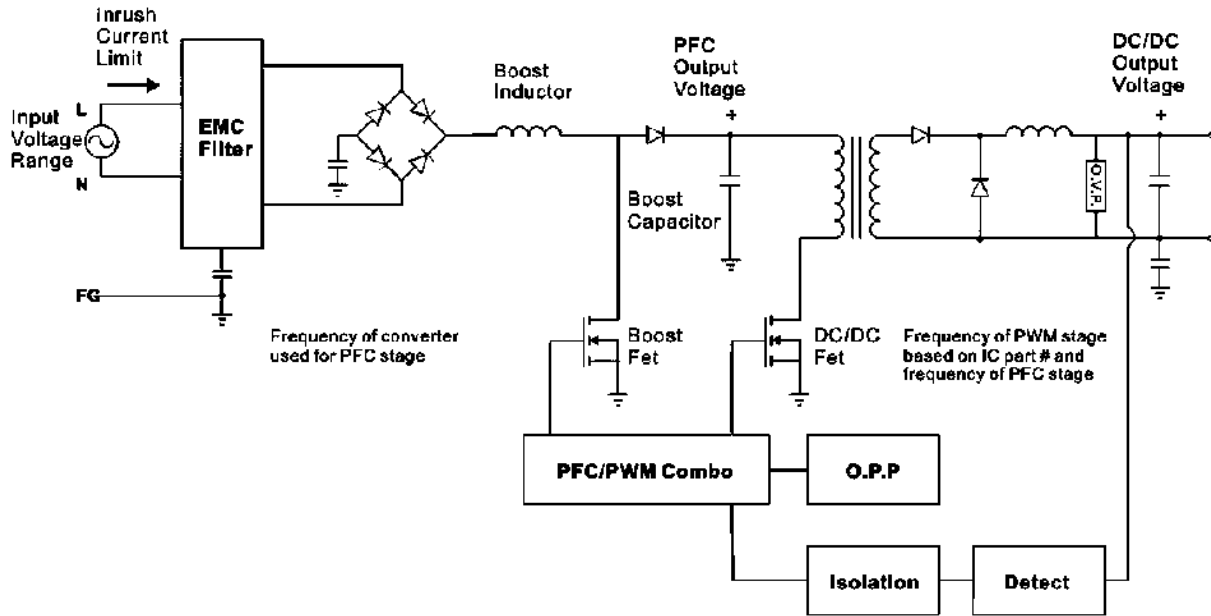 Inrush
Current
Limit
L
Input
Voltage
Range
N
EMC
Filter
FG
Boost
Inductor
PFC
Output
Voltage
+
Boost
Capacitor
DC/DC
Output
Voltage
+
O.V.P.
Frequency of converter
used for PFC stage
Boost
Fet
DC/DC
Fet
Frequency of PWM stage
based on IC part # and
frequency of PFC stage
PFC/PWM Combo
O.P.P
Isolation
Detect